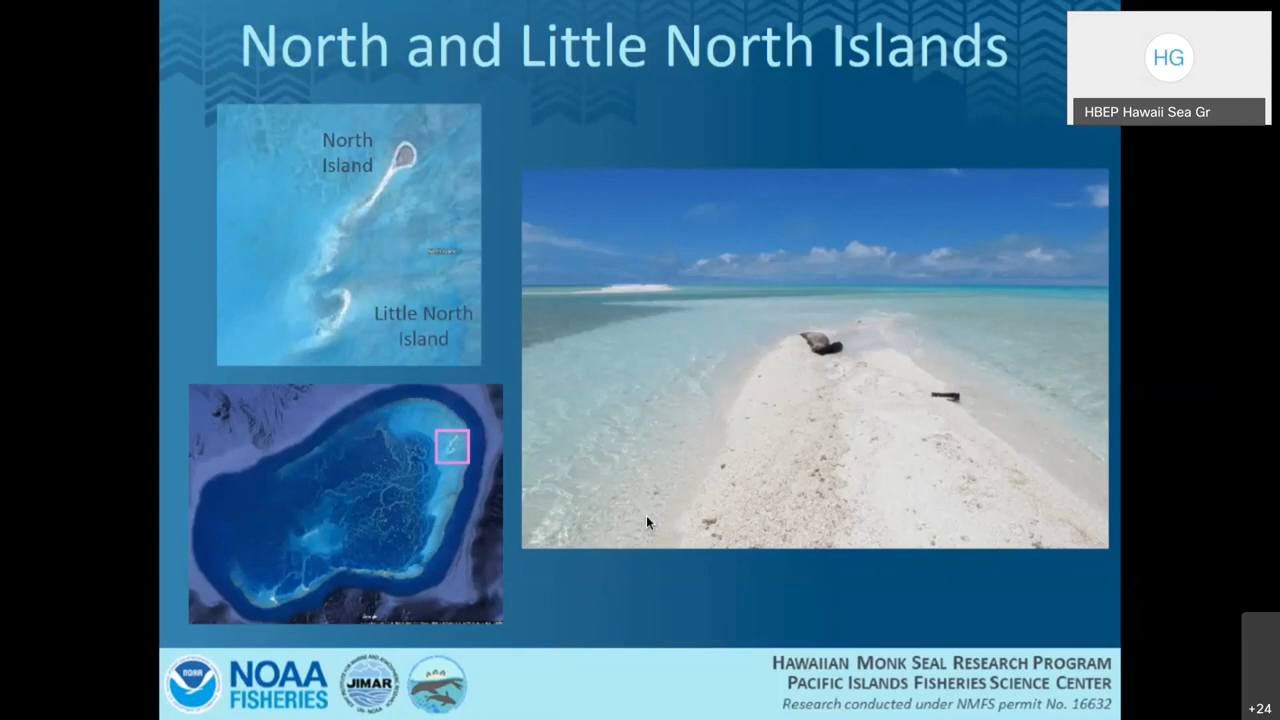 North and Little North Islands
HG
HBEP Hawaii Sea Gr
North
Island
Little North
Island
NOAA
NOAA
FISHERIES
JIMAR
HAWAIIAN MONK SEAL RESEARCH PROGRAM
PACIFIC ISLANDS FISHERIES SCIENCE CENTER
Research conducted under NMFS permit No. 16632
+24